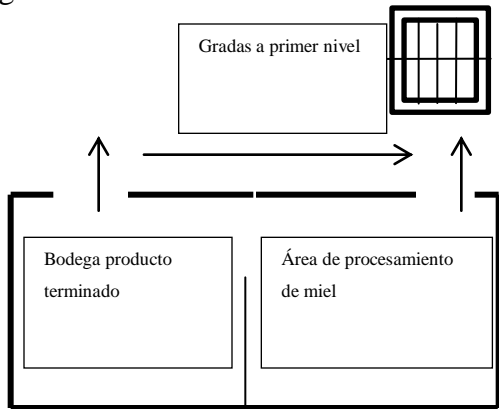 Gradas a primer nivel
Bodega producto
terminado
Área de procesamiento
de miel